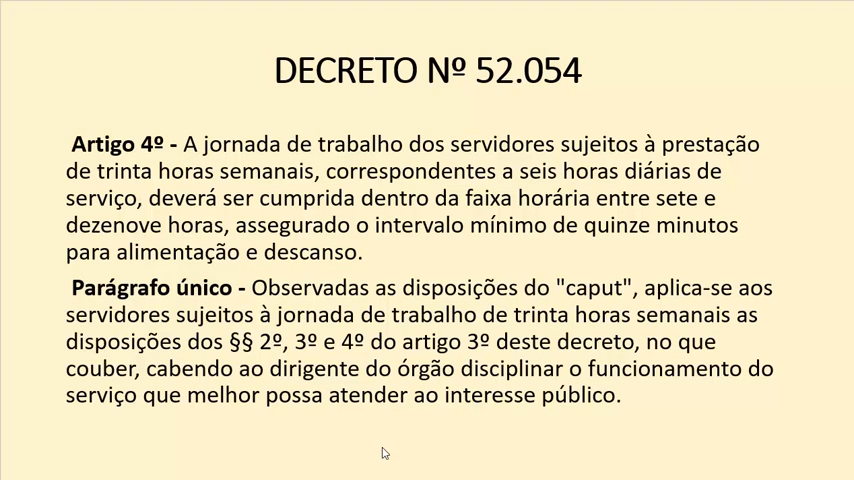 DECRETO Nº 52.054
Artigo 4º - A jornada de trabalho dos servidores sujeitos à prestação
de trinta horas semanais, correspondentes a seis horas diárias de
serviço, deverá ser cumprida dentro da faixa horária entre sete e
dezenove horas, assegurado o intervalo mínimo de quinze minutos
para alimentação e descanso.
Parágrafo único - Observadas as disposições do "caput", aplica-se aos
servidores sujeitos à jornada de trabalho de trinta horas semanais as
disposições dos §§ 2º, 3º e 4º do artigo 3º deste decreto, no que
couber, cabendo ao dirigente do órgão disciplinar o funcionamento do
serviço que melhor possa atender ao interesse público.